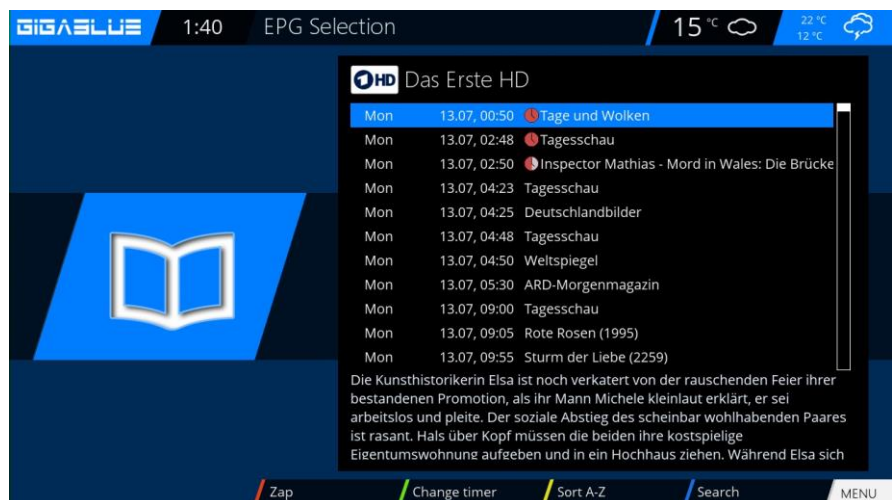 GIGABLUE 1:40 EPG Selection 15 °C 22 °C
12 °C
HD Das Erste HD
Mon 13.07, 00:50 Tage und Wolken
Mon 13.07, 02:48 Tagesschau
Mon 13.07, 02:50 Inspector Mathias - Mord in Wales: Die Brücke
Mon 13.07, 04:23 Tagesschau
Mon 13.07, 04:25 Deutschlandbilder
Mon 13.07, 04:48 Tagesschau
Mon 13.07, 04:50 Weltspiegel
Mon 13.07, 05:30 ARD-Morgenmagazin
Mon 13.07, 09:00 Tagesschau
Mon 13.07, 09:05 Rote Rosen (1995)
Mon 13.07, 09:55 Sturm der Liebe (2259)
Die Kunsthistorikerin Elsa ist noch verkatert von der rauschenden Feier ihrer
bestandenen Promotion, als ihr Mann Michele kleinlaut erklärt, er sei
arbeitslos und pleite. Der soziale Abstieg des scheinbar wohlhabenden Paares
ist rasant. Hals über Kopf müssen die beiden ihre kostspielige
Eigentumswohnung aufgeben und in ein Hochhaus ziehen. Während Elsa sich
Zap Change timer Sort A-Z Search MENU